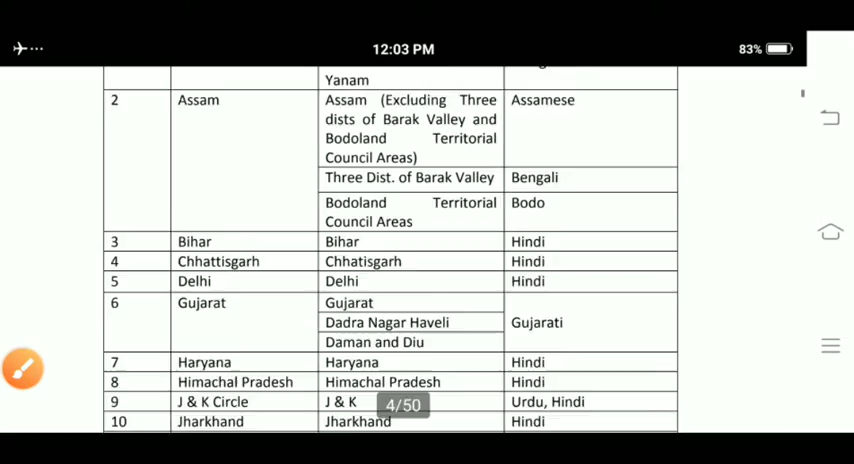 12:03 PM
83%
Yanam
2 Assam Assam (Excluding Three Assamese
dists of Barak Valley and
Bodoland Territorial
Council Areas)
Three Dist. of Barak Valley Bengali
Bodoland Territorial Bodo
Council Areas
3 Bihar Bihar Hindi
4 Chhattisgarh Chhatisgarh Hindi
5 Delhi Delhi Hindi
6 Gujarat Gujarat
Dadra Nagar Haveli Gujarati
Daman and Diu
7 Haryana Haryana Hindi
8 Himachal Pradesh Himachal Pradesh Hindi
9 J & K Circle J & K Urdu, Hindi
4/50
10 Jharkhand Jharkhand Hindi